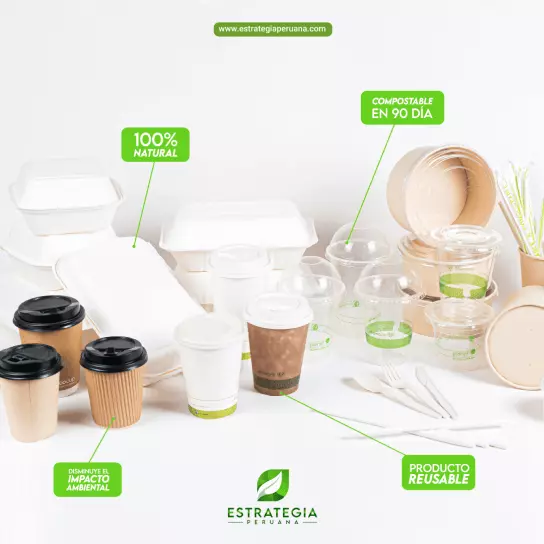 www.estrategiaperuana.com
COMPOSTABLE
EN 90 DÍA
100%
NATURAL
DISMINUYE EL
IMPACTO
AMBIENTAL
PRODUCTO
REUSABLE
ESTRATEGIA
PERUANA